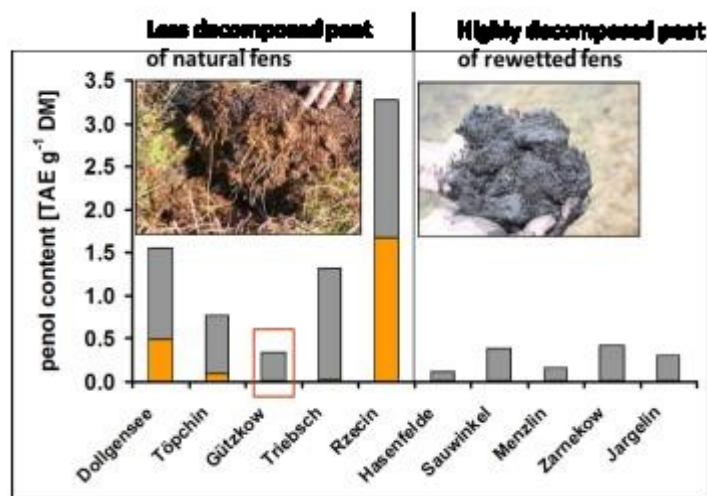 Less decomposed peat
of natural fens
Highly decomposed peat
of rewetted fens
penol content [TAE g⁻¹ DM]
3.5
3.0
2.5
2.0
1.5
1.0
0.5
0.0
Dollgensee
Töpchin
Gützkow
Triebsch
Rzecin
Hasenfelde
Sauwinkel
Menzlin
Zarnekow
Jargelin